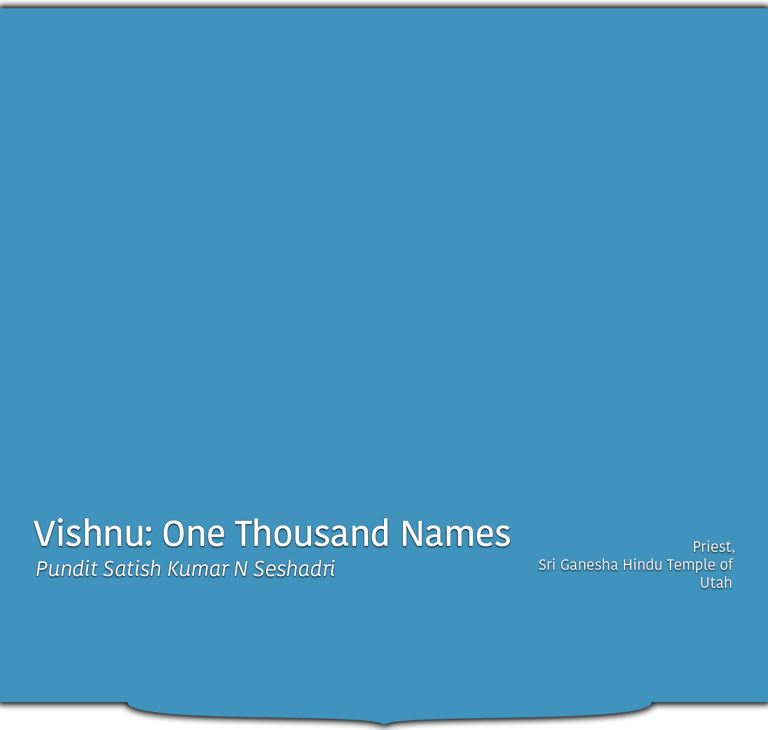 Vishnu: One Thousand Names
Pundit Satish Kumar N Seshadri
Priest,
Sri Ganesha Hindu Temple of
Utah